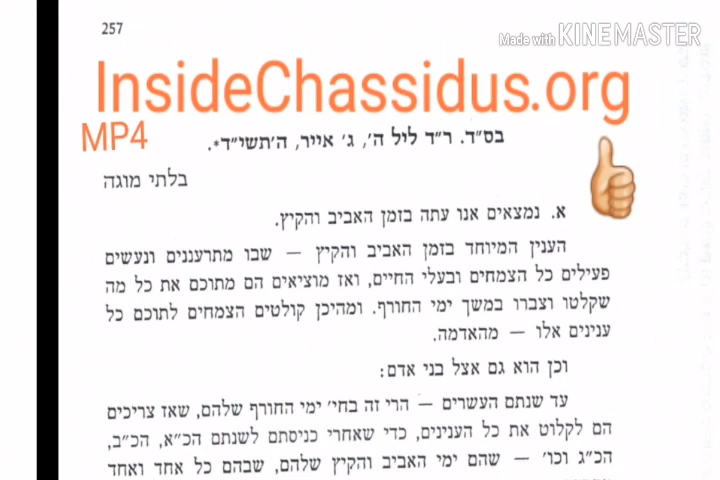 257
Made with KINEMASTER
InsideChassidus.org
MP4
בס״ד. ר״ד ליל ה׳, ג׳ אייר, ה׳תשי״ד*.
בלתי מוגה
א. נמצאים אנו עתה בזמן האביב והקיץ.
הענין המיוחד בזמן האביב והקיץ — שבו מתרעננים ונעשים
פעילים כל הצמחים ובעלי החיים, ואז מוציאים הם מתוכם את כל מה
שקלטו וצברו במשך ימי החורף. ומהיכן קולטים הצמחים לתוכם כל
ענינים אלו — מהאדמה.
וכן הוא גם אצל בני אדם:
עד שנתם העשרים — הרי זה בחי׳ ימי החורף שלהם, שאז צריכים
הם לקלוט את כל הענינים, כדי שאחרי כניסתם לשנתם הכ״א, הכ״ב,
הכ״ג וכו׳ — שהם ימי האביב והקיץ שלהם, שבהם כל אחד ואחד